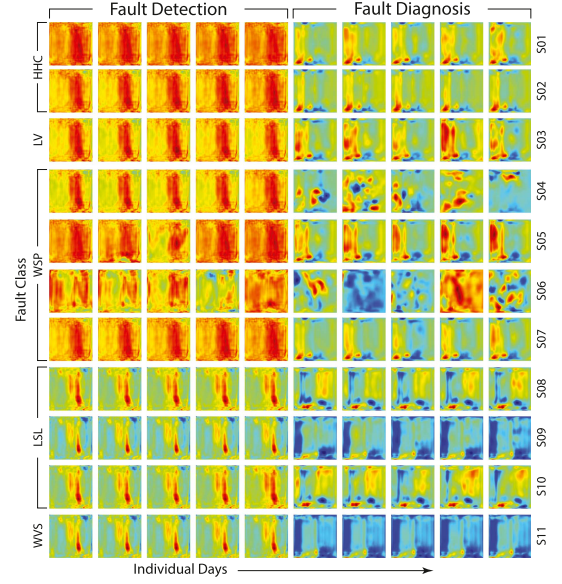 Fault Detection
Fault Diagnosis
Fault Class
HHC
LV
WSP
LSL
WVS
S01
S02
S03
S04
S05
S06
S07
S08
S09
S10
S11
Individual Days